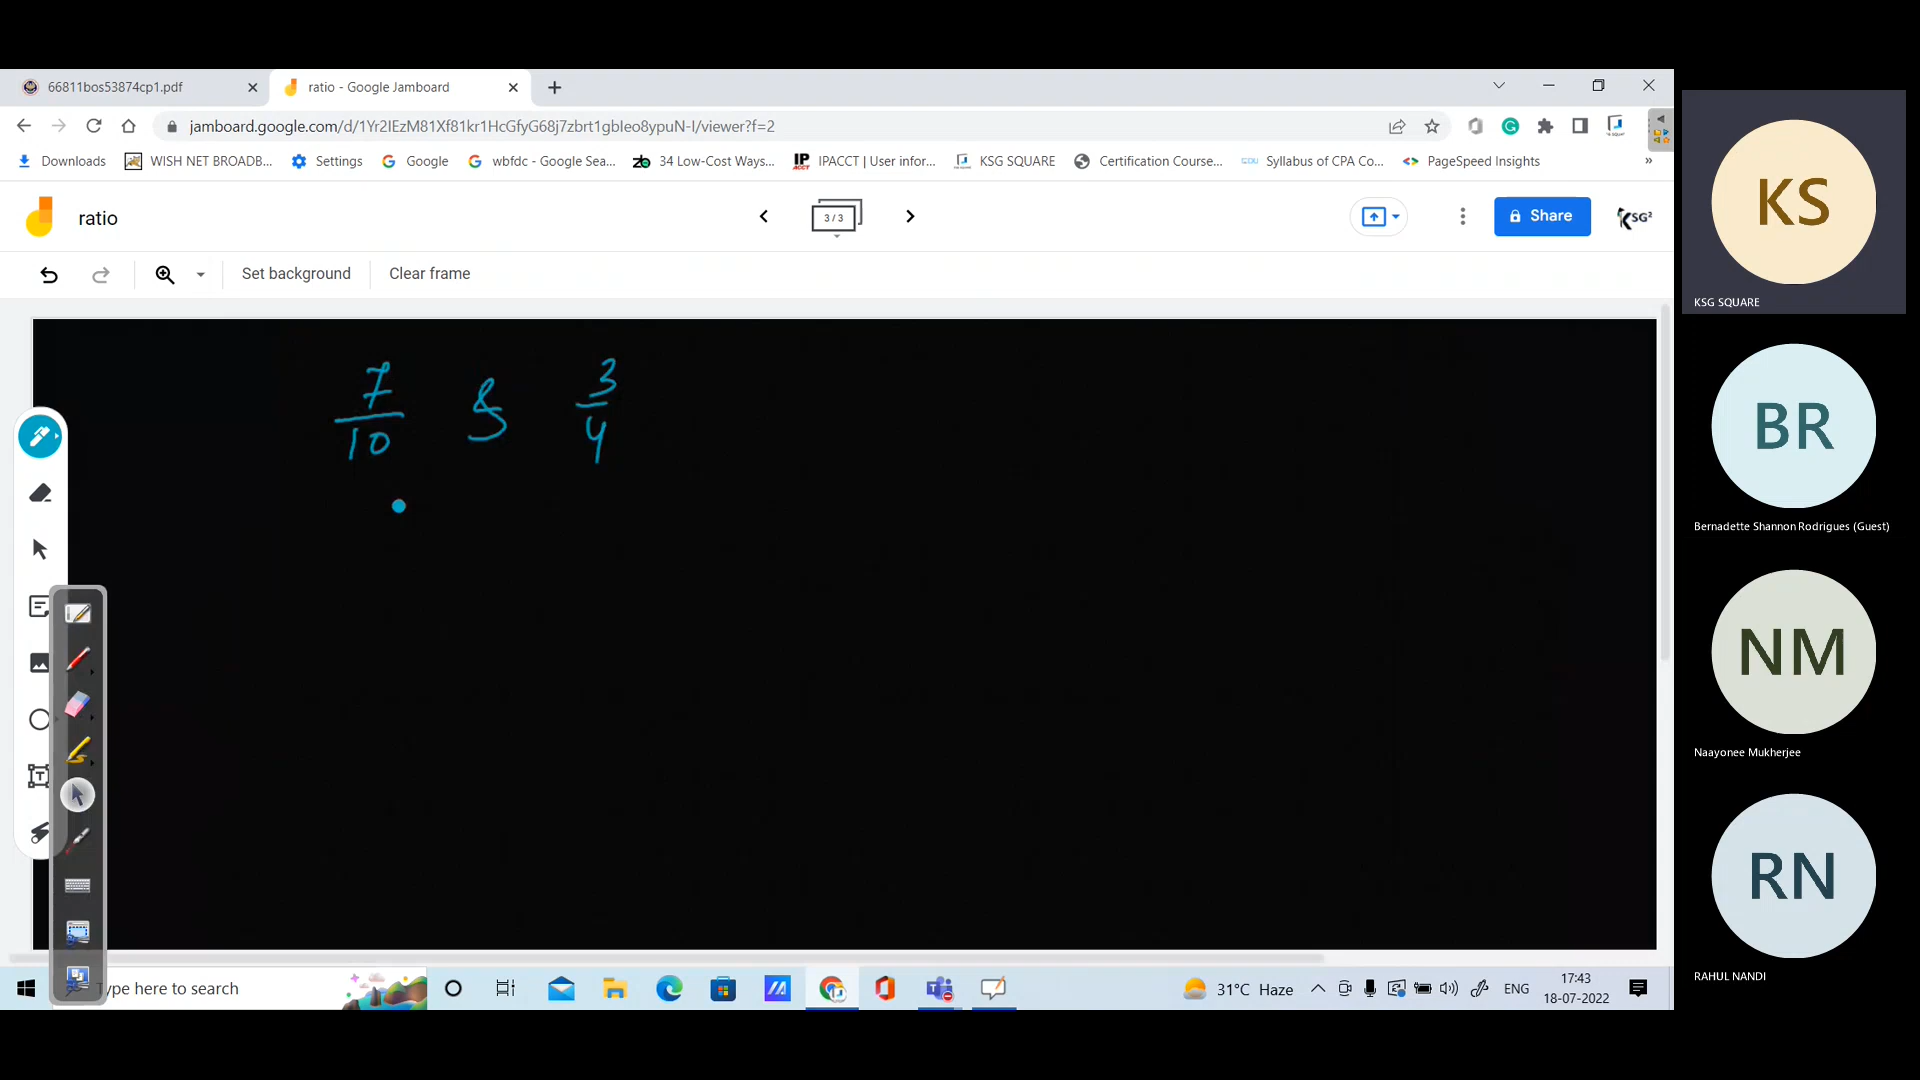 66811bos53874cp1.pdf
ratio - Google Jamboard
jamboard.google.com/d/1Yr2IEzM81Xf81kr1HcGfyG68j7zbrt1gbIeo8ypuN-I/viewer?f=2
Downloads
WISH NET BROADB...
Settings
Google
wbfdc - Google Sea...
34 Low-Cost Ways...
IPACCT | User infor...
KSG SQUARE
Certification Course...
Syllabus of CPA Co...
PageSpeed Insights
»
ratio
3 / 3
Share
KSG²
Set background
Clear frame
7/10 & 3/4
Type here to search
31°C Haze
ENG
17:43
18-07-2022
KS
KSG SQUARE
BR
Bernadette Shannon Rodrigues (Guest)
NM
Naayonee Mukherjee
RN
RAHUL NANDI